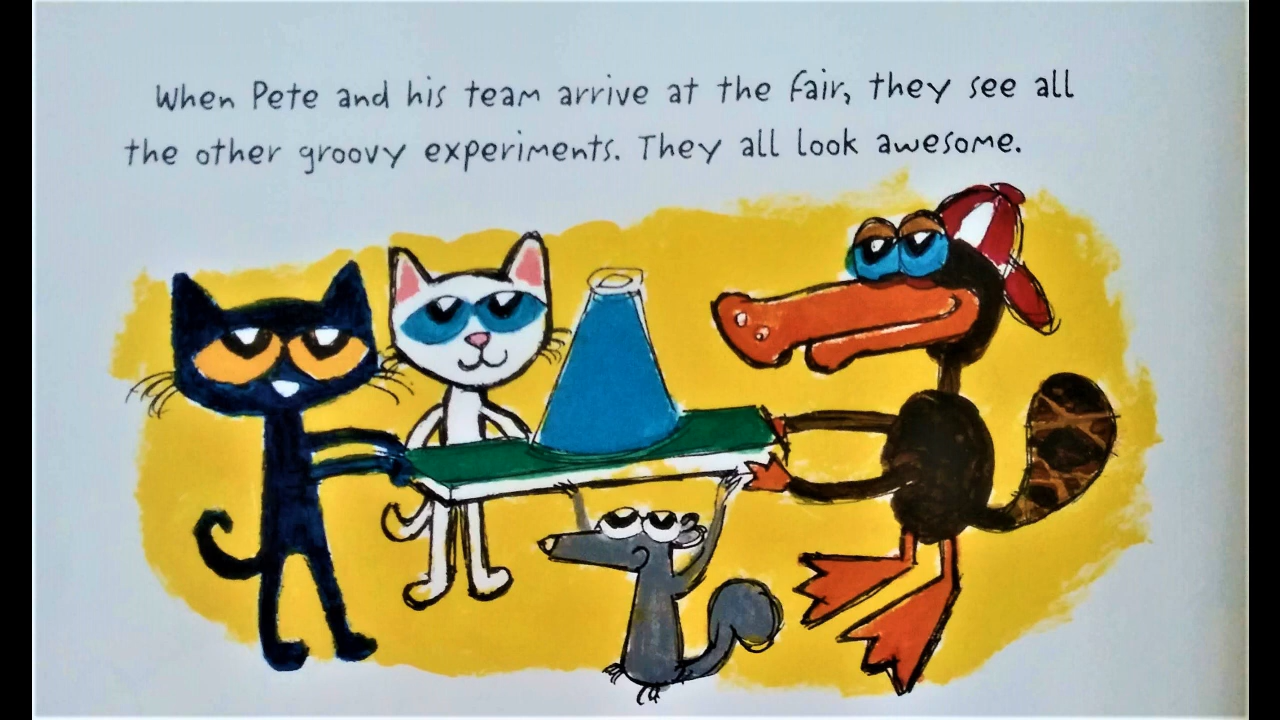 When Pete and his team arrive at the fair, they see all
the other groovy experiments. They all look awesome.